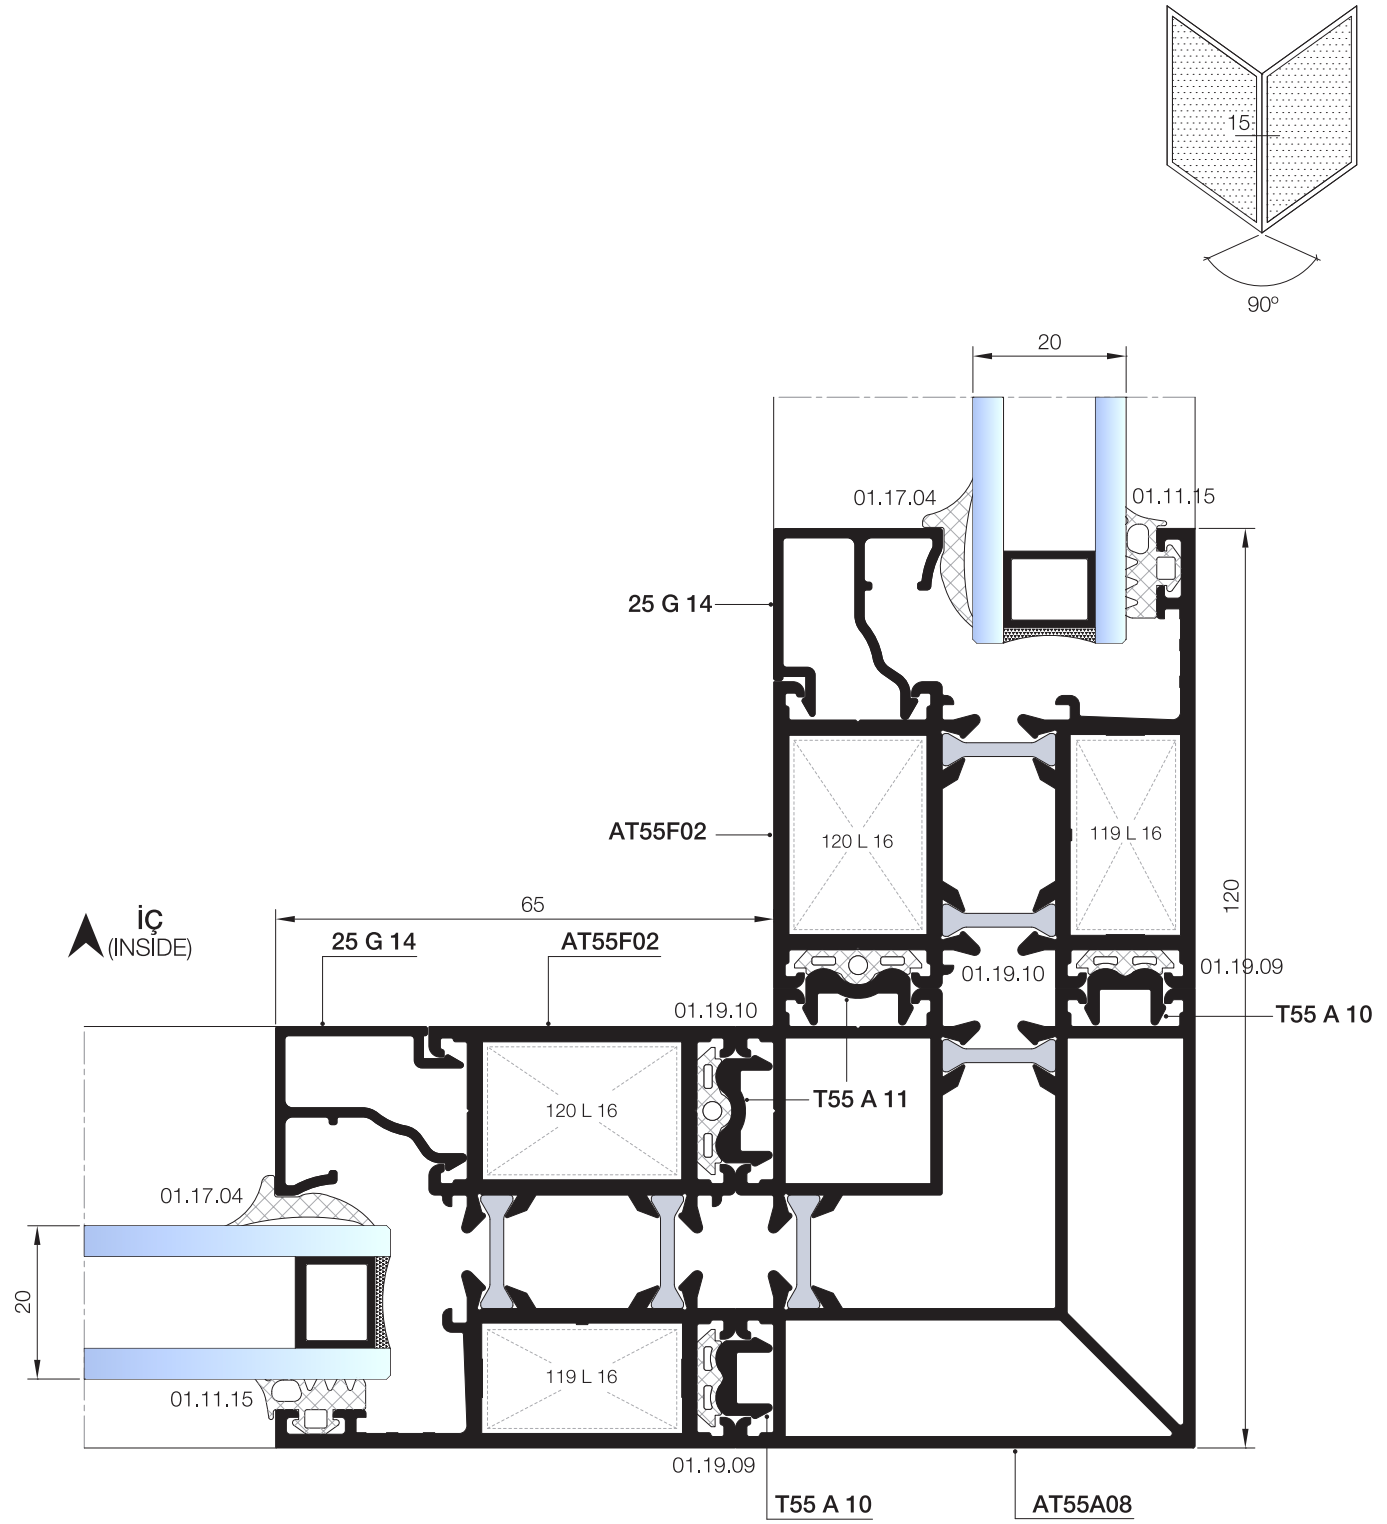 15
90º
20
01.17.04
01.11.15
25 G 14
AT55F02
120 L 16
119 L 16
120
65
İÇ
(INSIDE)
25 G 14
AT55F02
01.19.10
01.19.10
01.19.09
T55 A 10
T55 A 11
120 L 16
01.17.04
20
119 L 16
01.11.15
01.19.09
T55 A 10
AT55A08